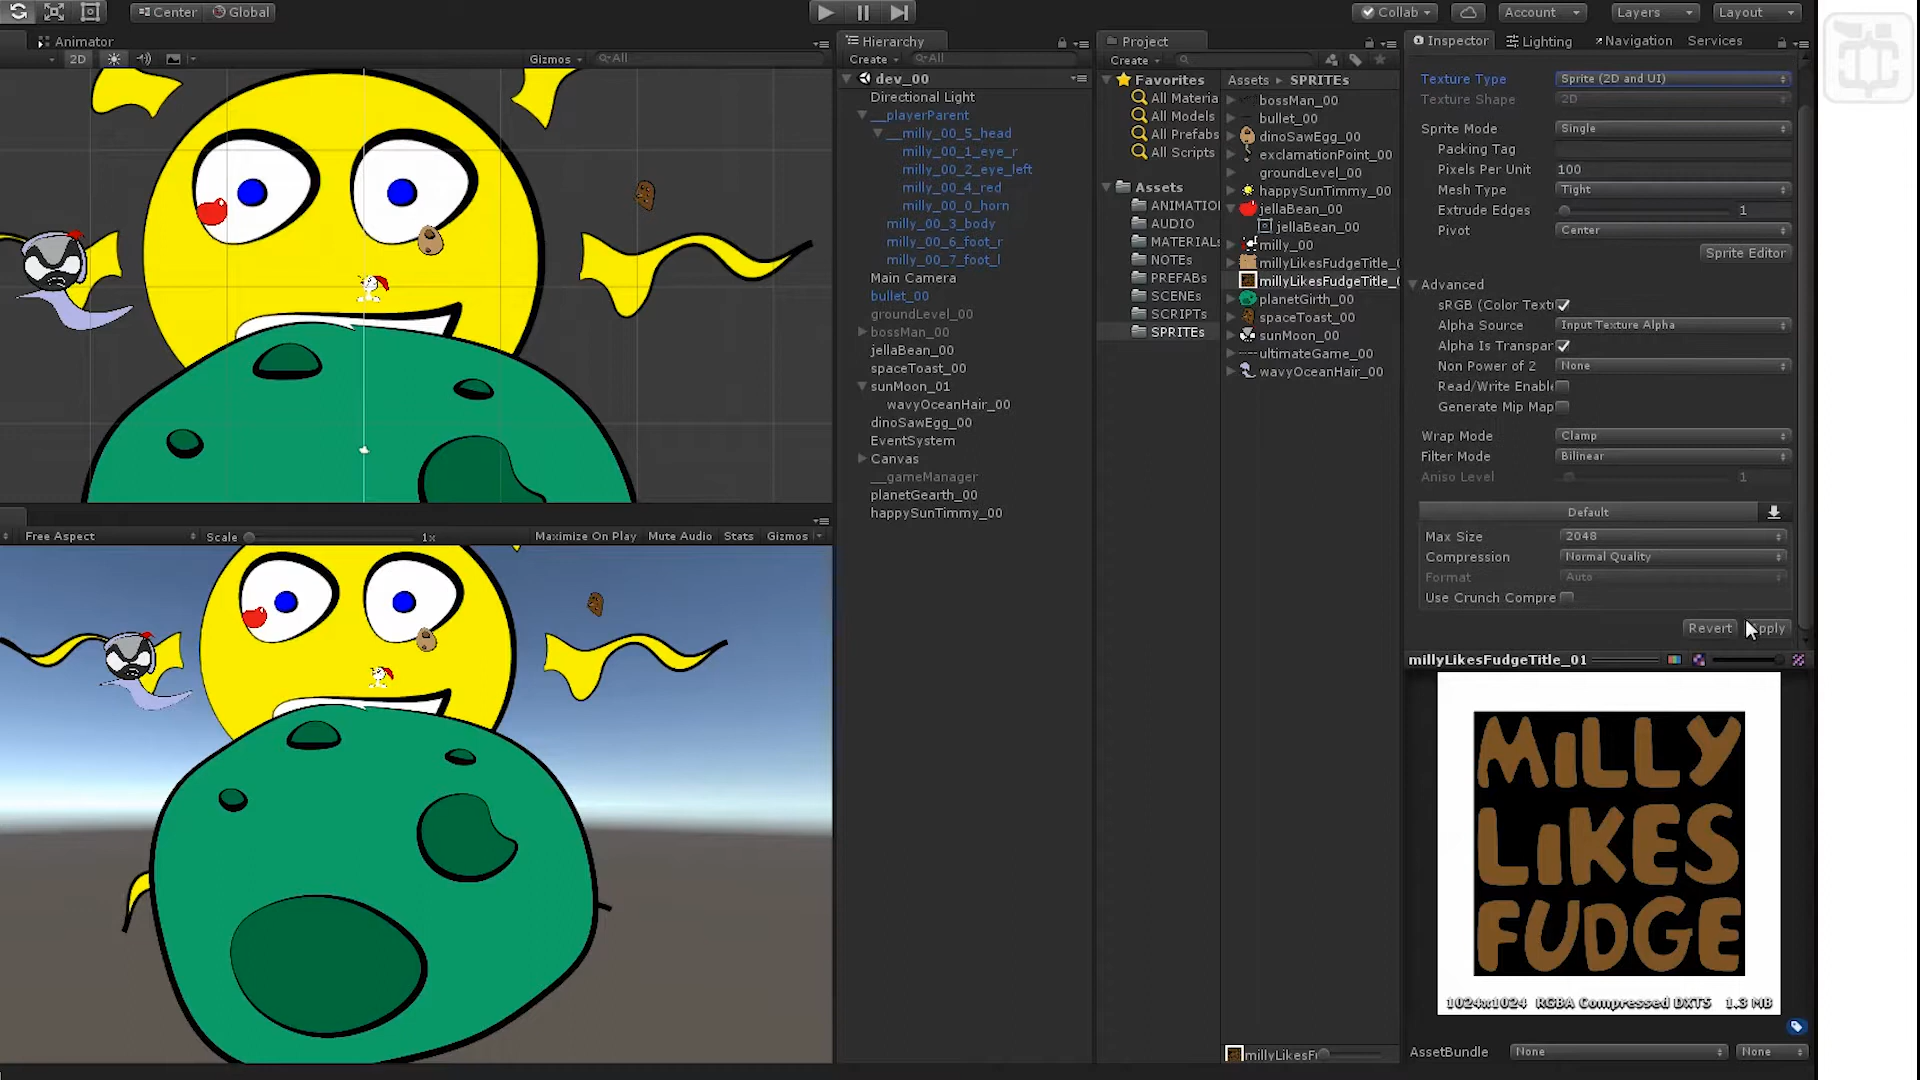 Center
Global
Collab
Account
Layers
Layout
Animator
2D
Gizmos
All
Free Aspect
Scale
1x
Maximize On Play
Mute Audio
Stats
Gizmos
Hierarchy
Create
All
dev_00
Directional Light
__playerParent
__milly_00_5_head
milly_00_1_eye_r
milly_00_2_eye_left
milly_00_4_red
milly_00_0_horn
milly_00_3_body
milly_00_6_foot_r
milly_00_7_foot_l
Main Camera
bullet_00
groundLevel_00
bossMan_00
jellaBean_00
spaceToast_00
sunMoon_01
wavyOceanHair_00
dinoSawEgg_00
EventSystem
Canvas
__gameManager
planetGearth_00
happySunTimmy_00
Project
Create
Favorites
All Materia
All Models
All Prefabs
All Scripts
Assets
ANIMATIO
AUDIO
MATERIALs
NOTEs
PREFABs
SCENEs
SCRIPTs
SPRITEs
Assets
SPRITEs
bossMan_00
bullet_00
dinoSawEgg_00
exclamationPoint_00
groundLevel_00
happySunTimmy_00
jellaBean_00
jellaBean_00
milly_00
millyLikesFudgeTitle_
millyLikesFudgeTitle_
planetGirth_00
spaceToast_00
sunMoon_00
ultimateGame_00
wavyOceanHair_00
millyLikesF
Inspector
Lighting
Navigation
Services
Texture Type Sprite (2D and UI)
Texture Shape 2D
Sprite Mode Single
Packing Tag
Pixels Per Unit 100
Mesh Type Tight
Extrude Edges 1
Pivot Center
Sprite Editor
Advanced
sRGB (Color Textu
Alpha Source Input Texture Alpha
Alpha Is Transpar
Non Power of 2 None
Read/Write Enable
Generate Mip Map
Wrap Mode Clamp
Filter Mode Bilinear
Aniso Level 1
Default
Max Size 2048
Compression Normal Quality
Format Auto
Use Crunch Compre
Revert
Apply
millyLikesFudgeTitle_01
MiLLY
LiKES
FUDGE
1024x1024 RGBA Compressed DXT5 1.3 MB
AssetBundle None None